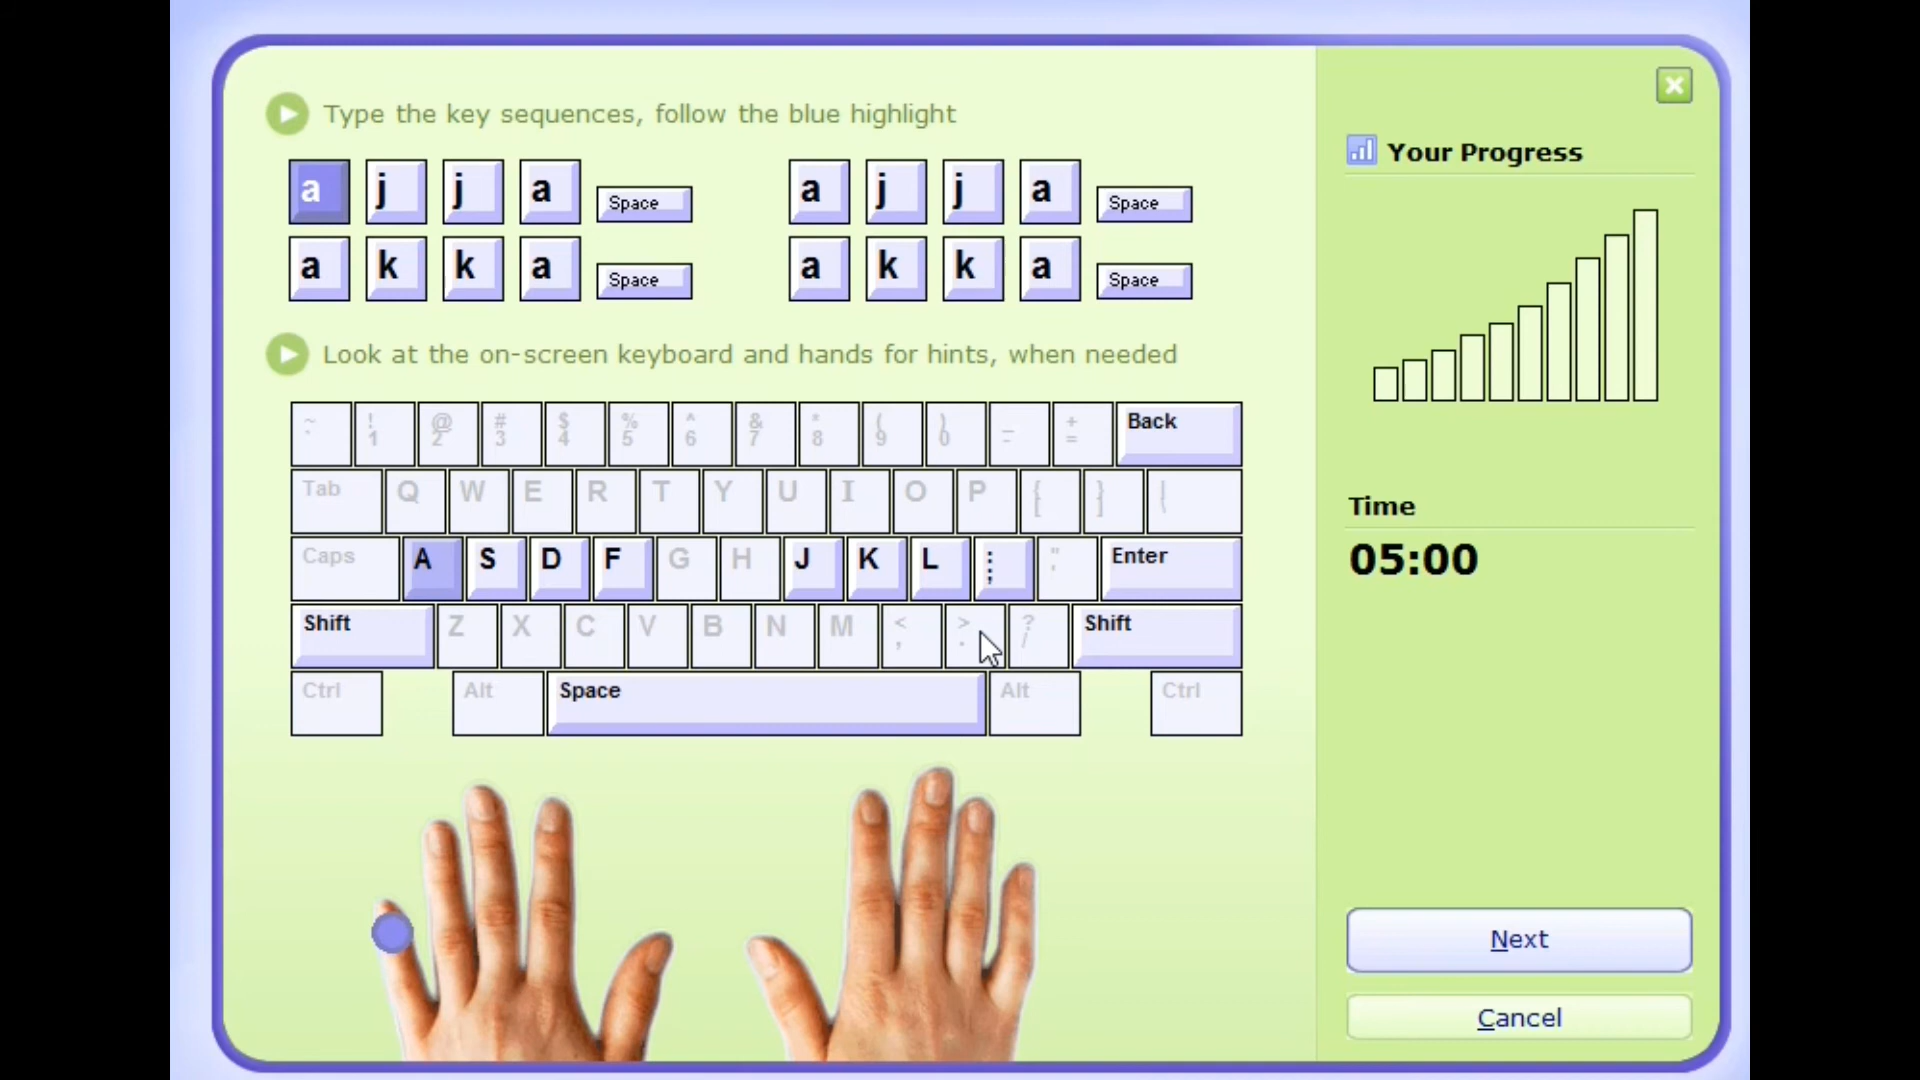 Type the key sequences, follow the blue highlight
a j j a Space a j j a Space
a k k a Space a k k a Space
Look at the on-screen keyboard and hands for hints, when needed
~ ! @ # $ % ^ & * ( ) _ + Back
` 1 2 3 4 5 6 7 8 9 0 - =
Tab Q W E R T Y U I O P { } |
[ ] \
Caps A S D F G H J K L : " Enter
; '
Shift Z X C V B N M < > ? Shift
, . /
Ctrl Alt Space Alt Ctrl
Your Progress
Time
05:00
Next
Cancel